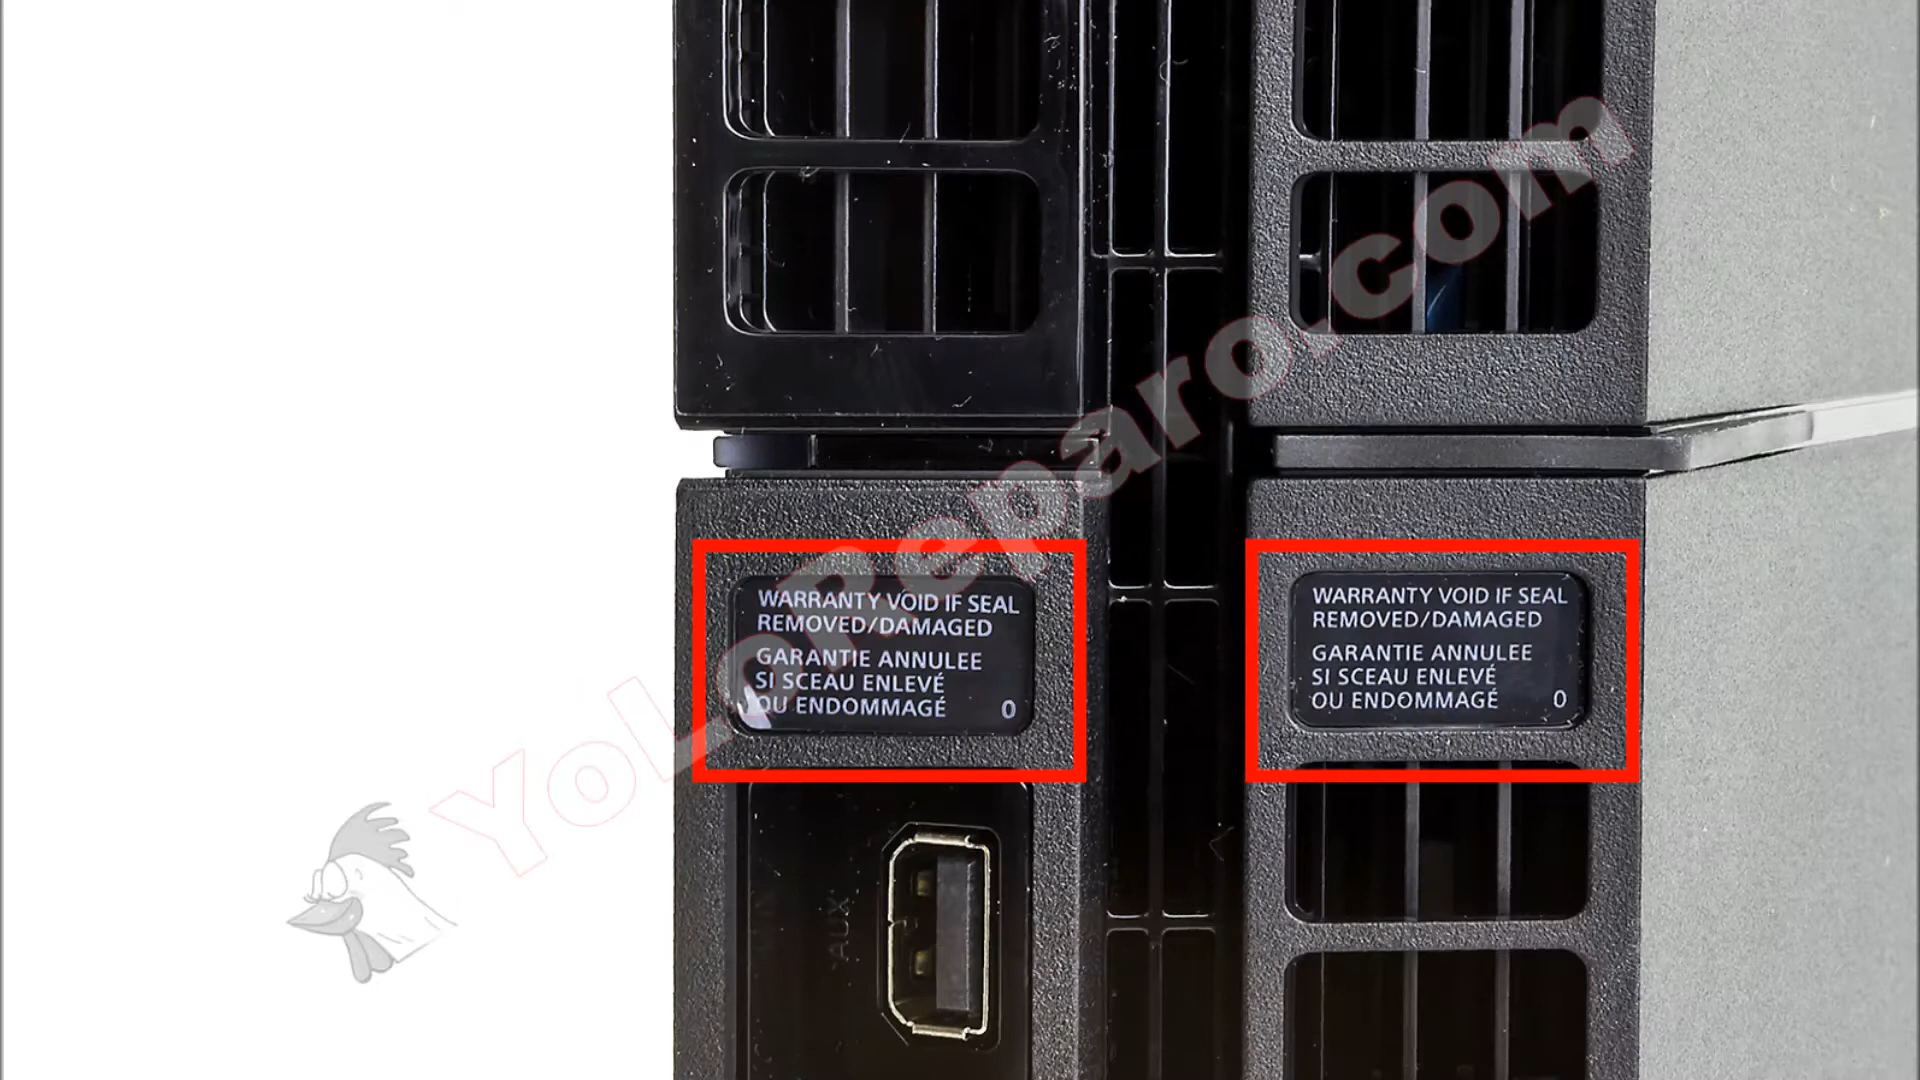 WARRANTY VOID IF SEAL
REMOVED/DAMAGED
GARANTIE ANNULEE
SI SCEAU ENLEVÉ
OU ENDOMMAGÉ 0
WARRANTY VOID IF SEAL
REMOVED/DAMAGED
GARANTIE ANNULEE
SI SCEAU ENLEVÉ
OU ENDOMMAGÉ 0
YoLoReparo.com
AUX